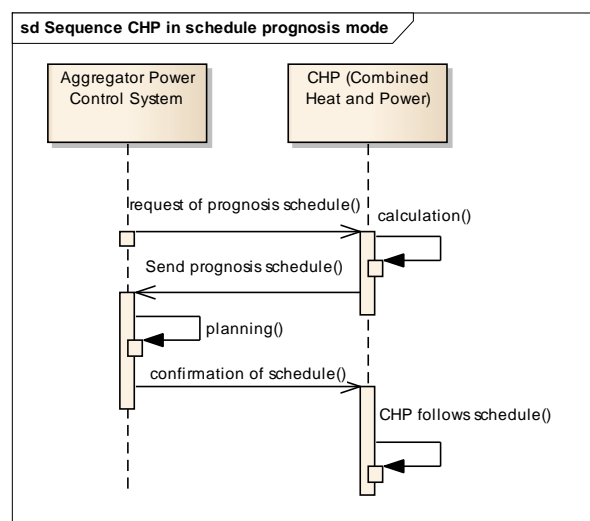 sd Sequence CHP in schedule prognosis mode
Aggregator Power
Control System
CHP (Combined
Heat and Power)
request of prognosis schedule()
calculation()
Send prognosis schedule()
planning()
confirmation of schedule()
CHP follows schedule()